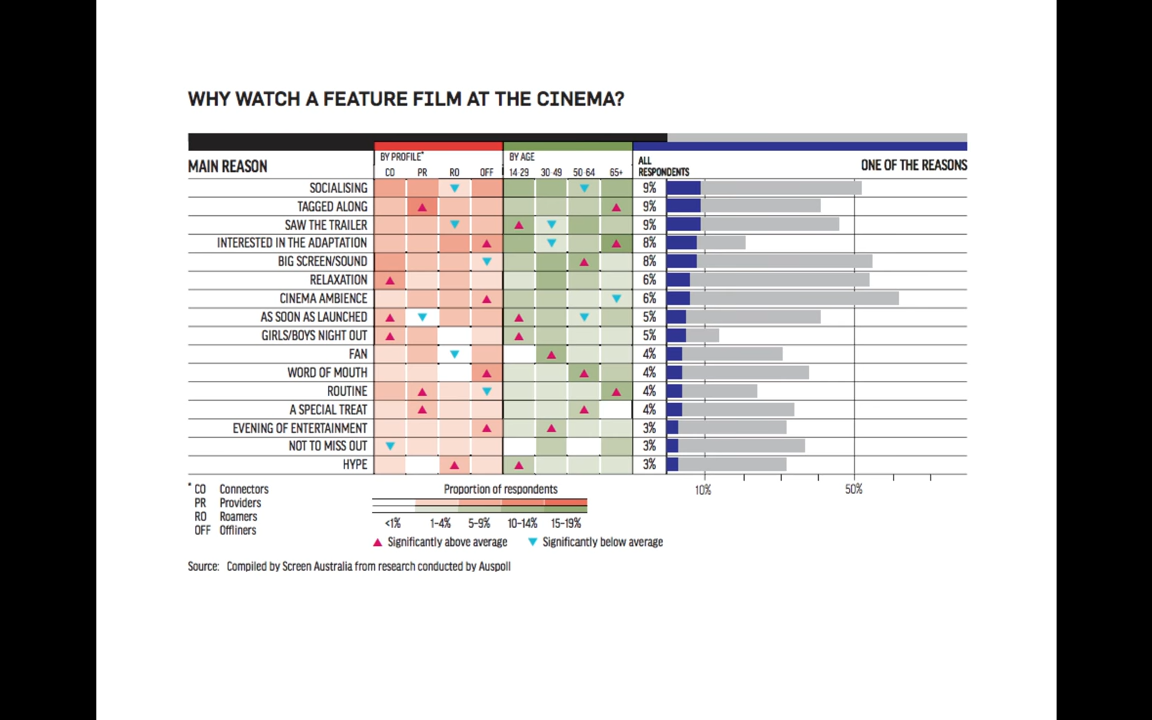 WHY WATCH A FEATURE FILM AT THE CINEMA?
MAIN REASON
BY PROFILE*
BY AGE
ALL RESPONDENTS
ONE OF THE REASONS
CO PR RO OFF 14 29 30 49 50 64 65+
SOCIALISING 9%
TAGGED ALONG 9%
SAW THE TRAILER 9%
INTERESTED IN THE ADAPTATION 8%
BIG SCREEN/SOUND 8%
RELAXATION 6%
CINEMA AMBIENCE 6%
AS SOON AS LAUNCHED 5%
GIRLS/BOYS NIGHT OUT 5%
FAN 4%
WORD OF MOUTH 4%
ROUTINE 4%
A SPECIAL TREAT 4%
EVENING OF ENTERTAINMENT 3%
NOT TO MISS OUT 3%
HYPE 3%
10% 50%
* CO Connectors
PR Providers
RO Roamers
OFF Offliners
Proportion of respondents
<1% 1-4% 5-9% 10-14% 15-19%
Significantly above average Significantly below average
Source: Compiled by Screen Australia from research conducted by Auspoll